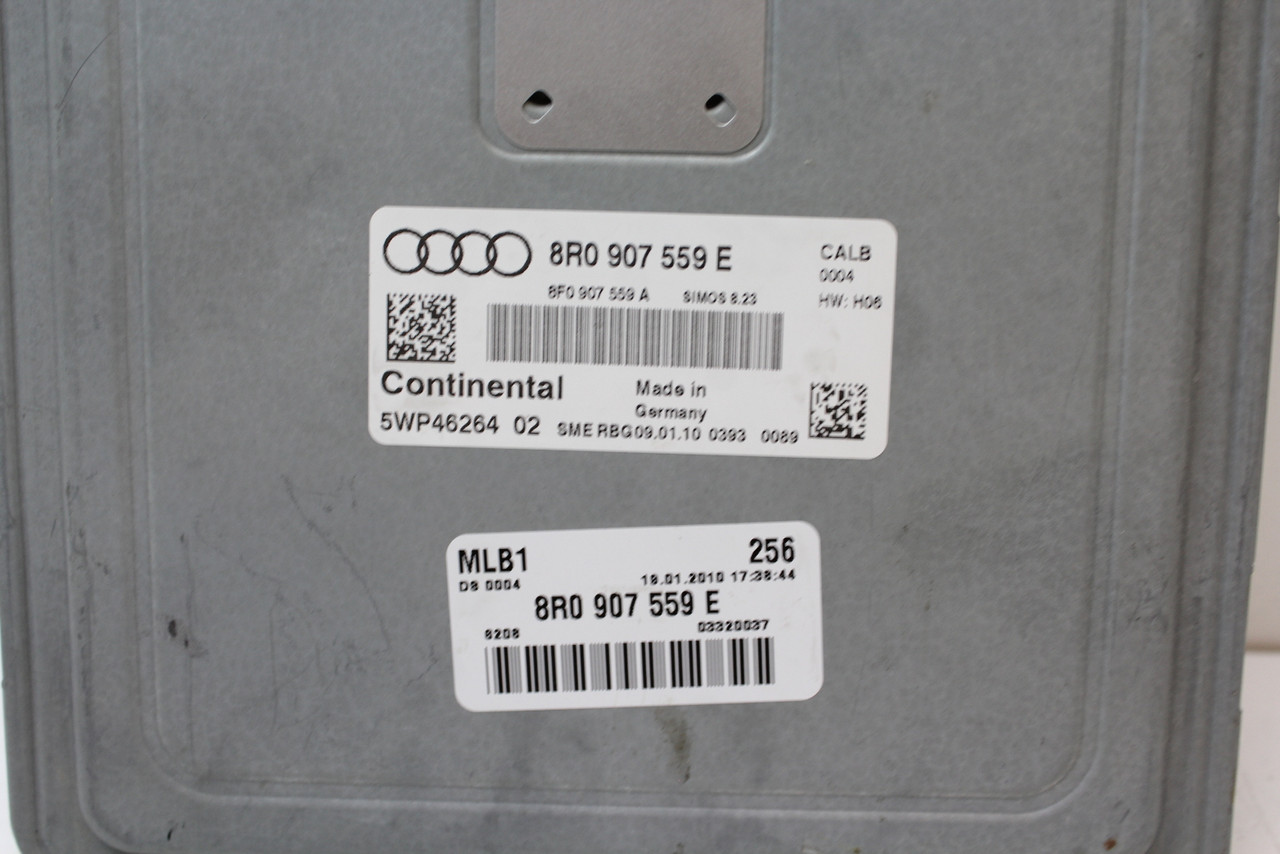 8R0 907 559 E
CALB
0004
8F0 907 559 A SIMOS 8.23
HW: H06
Continental
Made in
Germany
5WP46264 02
SME RBG09.01.10 0393 0089
MLB1 256
D8 0004 19.01.2010 17:38:44
8R0 907 559 E
8208 03320037